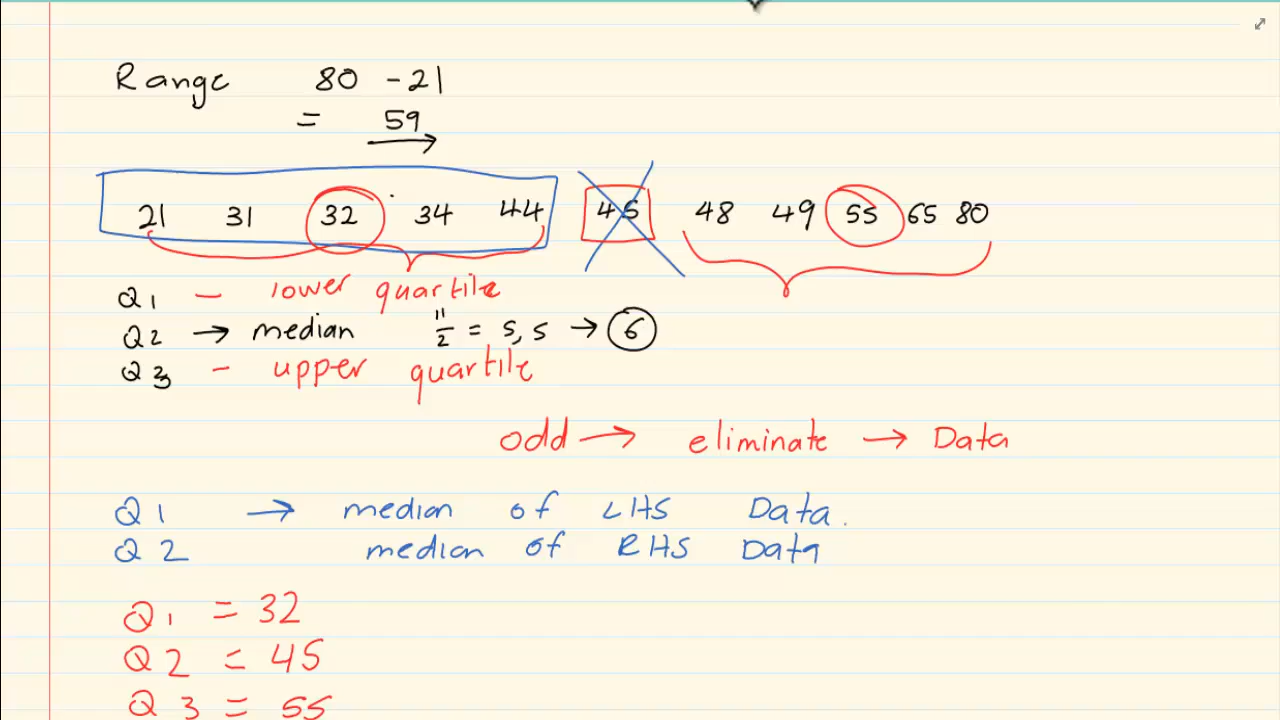 Range 80 - 21
= 59
21 31 32 34 44 45 48 49 55 65 80
Q1 - lower quartile
Q2 → median 11/2 = 5,5 → 6
Q3 - upper quartile
odd → eliminate → Data
Q1 → median of LHS Data.
Q2 median of RHS Data
Q1 = 32
Q2 = 45
Q3 = 55